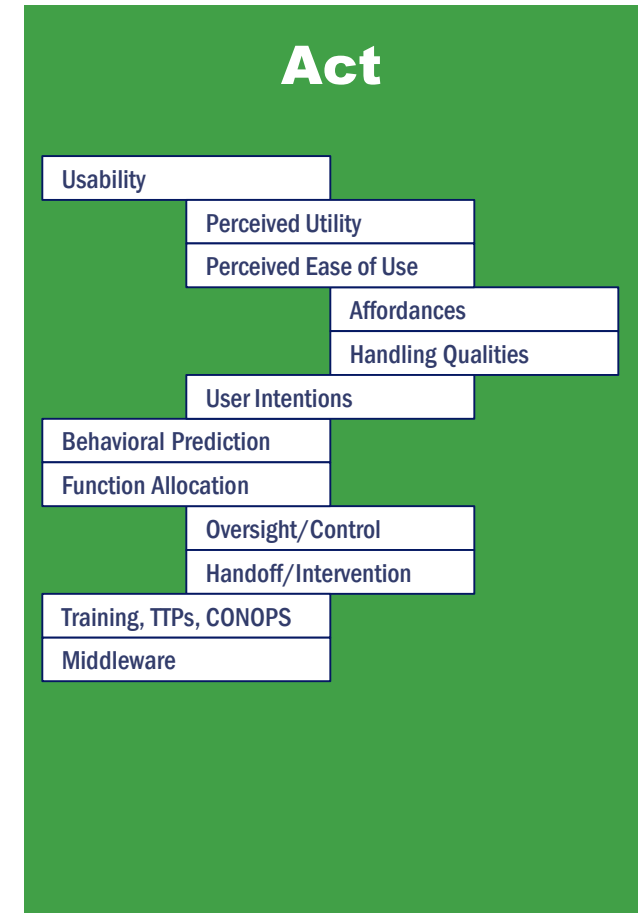 Act
Usability
Perceived Utility
Perceived Ease of Use
Affordances
Handling Qualities
User Intentions
Behavioral Prediction
Function Allocation
Oversight/Control
Handoff/Intervention
Training, TTPs, CONOPS
Middleware